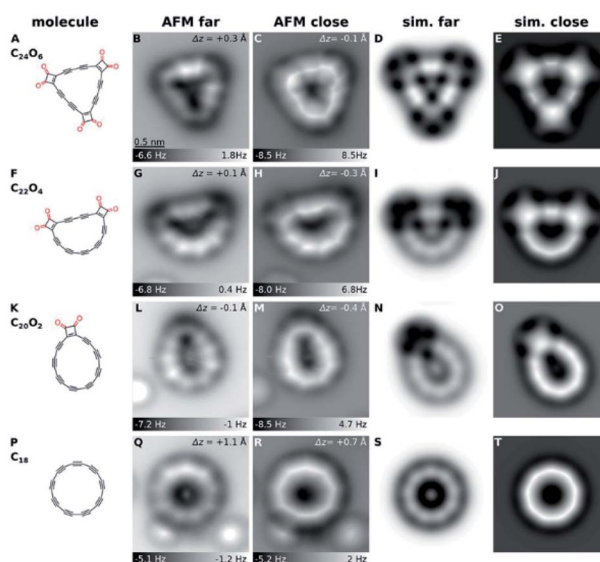 molecule AFM far AFM close sim. far sim. close
A B Δz = +0.3 Å C Δz= -0.1 Å D E
C24O6
0.5 nm
-6.6 Hz 1.8Hz -8.5 Hz 8.5Hz
F G Δz = +0.1 Å H Δz= -0.3 Å I J
C22O4
-6.8 Hz 0.4 Hz -8.0 Hz 6.8Hz
K L Δz = -0.1 Å M Δz= -0.4 Å N O
C20O2
-7.2 Hz -1 Hz -8.5 Hz 4.7 Hz
P Q Δz = +1.1 Å R Δz= +0.7 Å S T
C18
-5.1 Hz -1.2 Hz -5.2 Hz 2 Hz